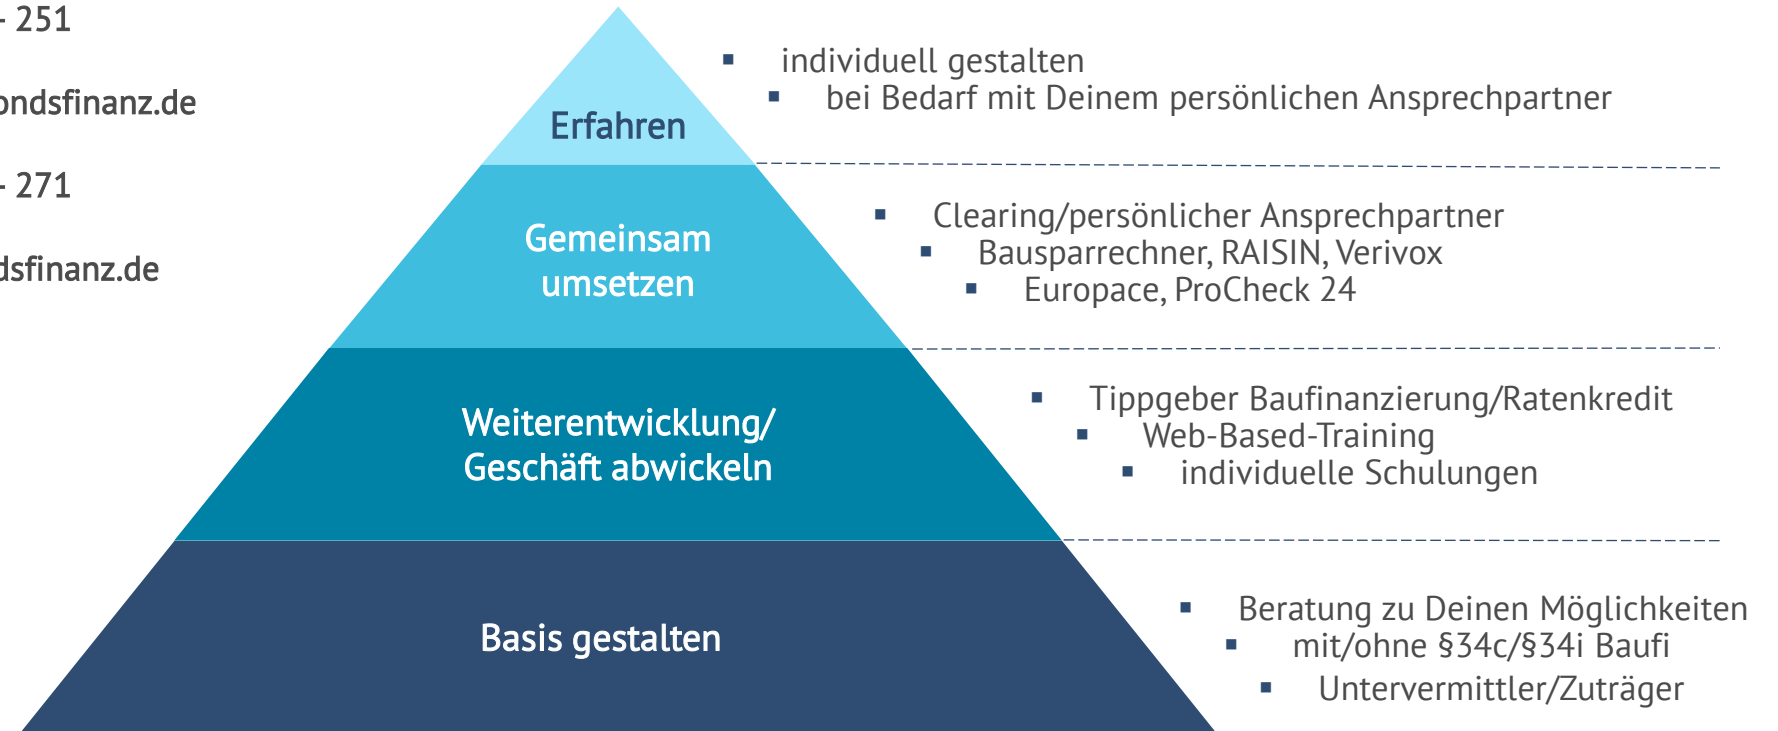 - 251
ondsfinanz.de
- 271
dsfinanz.de
Erfahren
individuell gestalten
bei Bedarf mit Deinem persönlichen Ansprechpartner
Gemeinsam
umsetzen
Clearing/persönlicher Ansprechpartner
Bausparrechner, RAISIN, Verivox
Europace, ProCheck 24
Weiterentwicklung/
Geschäft abwickeln
Tippgeber Baufinanzierung/Ratenkredit
Web-Based-Training
individuelle Schulungen
Basis gestalten
Beratung zu Deinen Möglichkeiten
mit/ohne §34c/§34i Baufi
Untervermittler/Zuträger